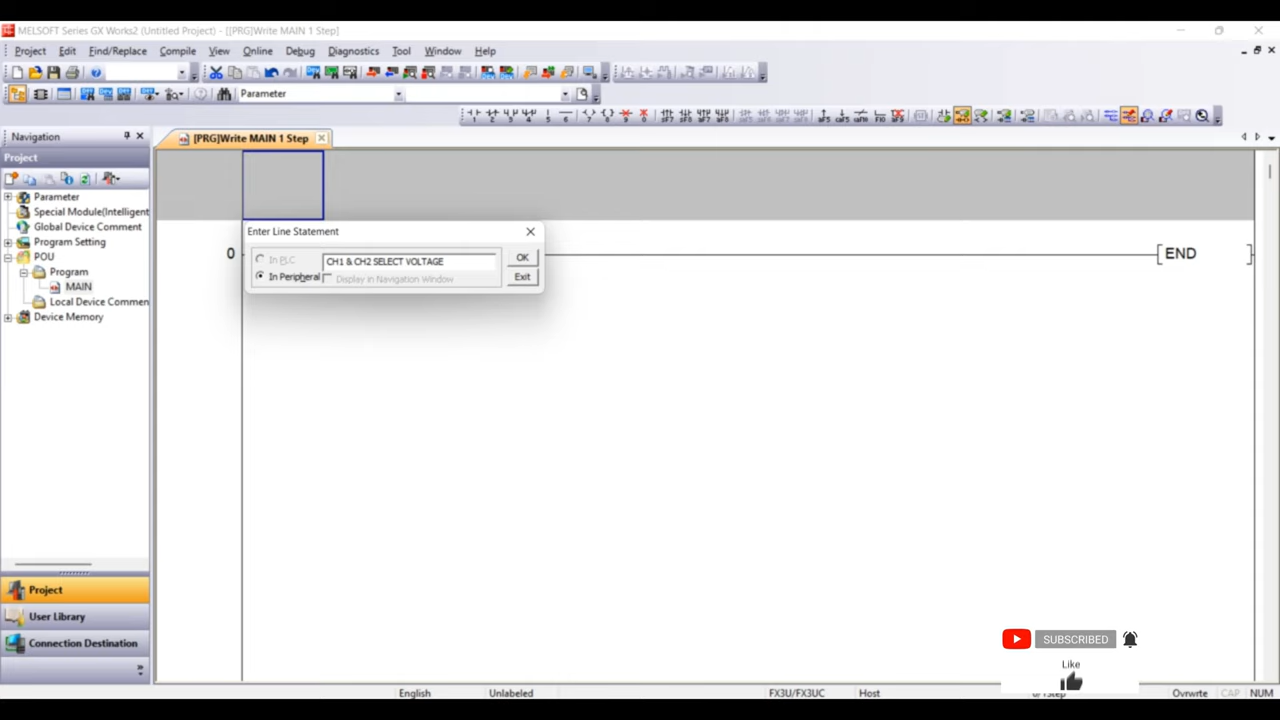 MELSOFT Series GX Works2 (Untitled Project) - [[PRG]Write MAIN 1 Step]
Project Edit Find/Replace Compile View Online Debug Diagnostics Tool Window Help
Parameter
Navigation
[PRG]Write MAIN 1 Step
Project
Parameter
Special Module(Intelligent
Global Device Comment
Program Setting
POU
Program
MAIN
Local Device Commen
Device Memory
Enter Line Statement
In PLC
CH1 & CH2 SELECT VOLTAGE
OK
In Peripheral
Display in Navigation Window
Exit
0
END
Project
User Library
Connection Destination
SUBSCRIBED
Like
English Unlabeled FX3U/FX3UC Host Ovrwrte CAP NUM